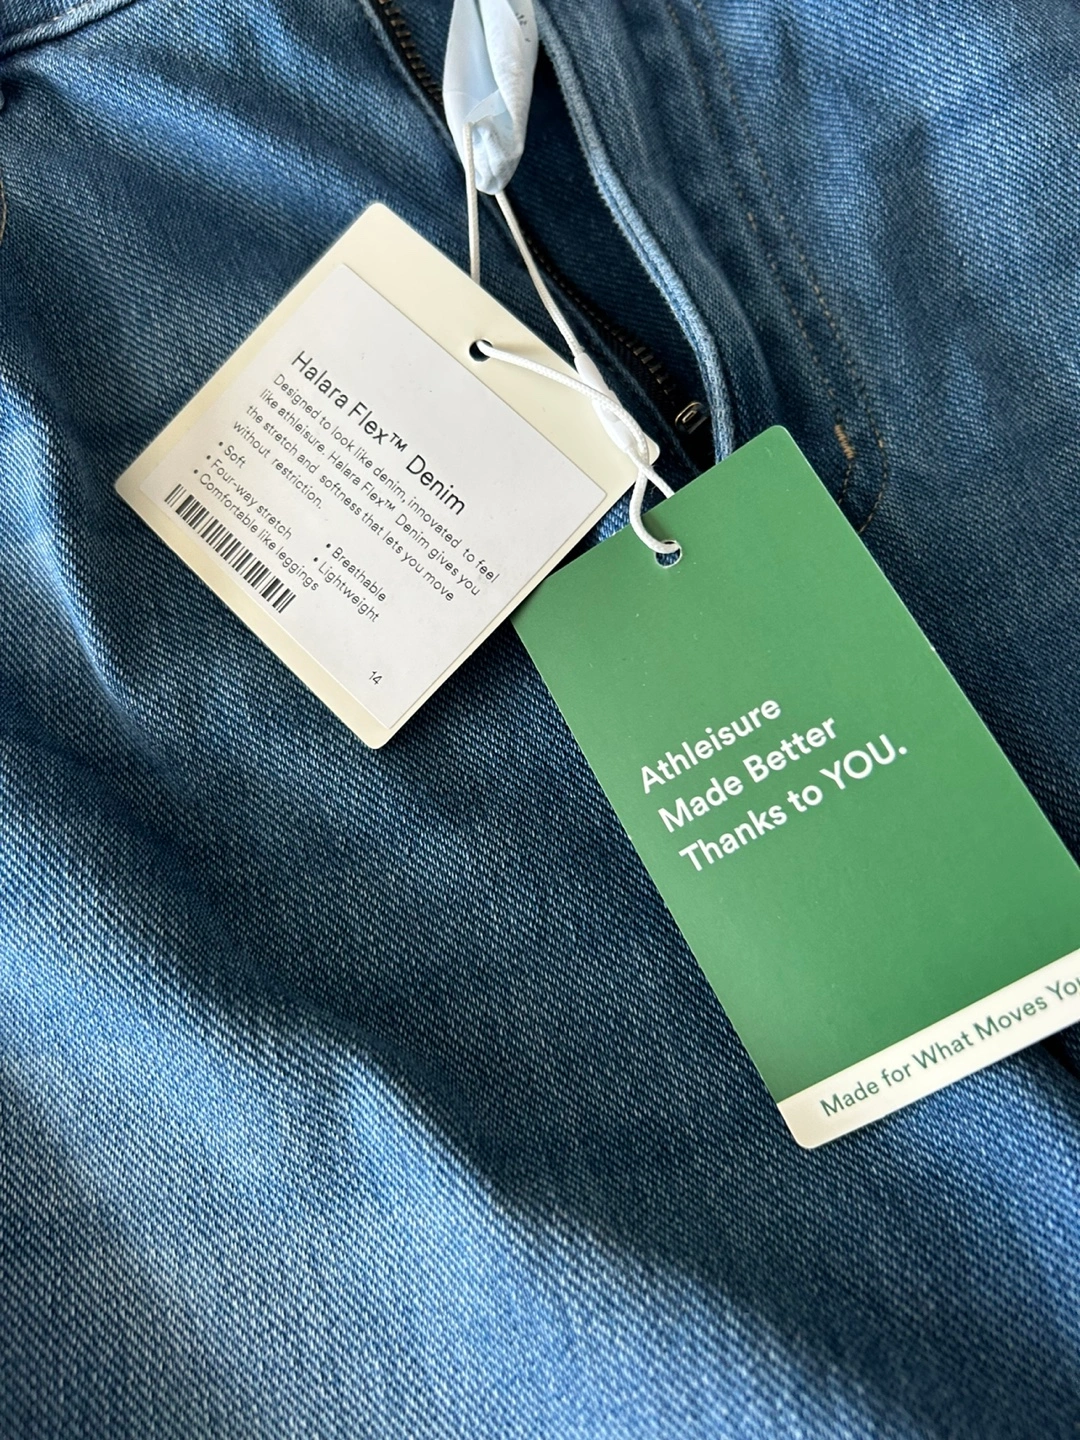 Halara Flex™ Denim
Designed to look like denim, innovated to feel
like athleisure. Halara Flex™ Denim gives you
the stretch and softness that lets you move
without restriction.
• Soft
• Four-way stretch
• Comfortable like leggings
• Breathable
• Lightweight
14
Athleisure
Made Better
Thanks to YOU.
Made for What Moves You